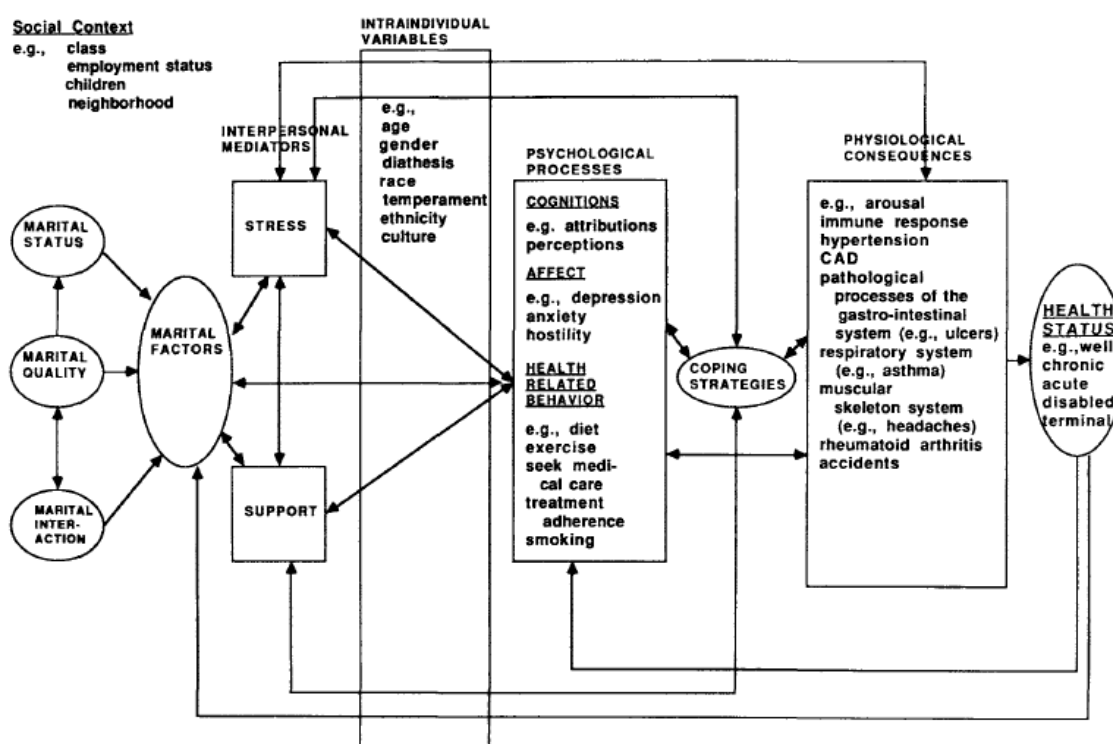 Social Context
e.g., class
employment status
children
neighborhood
INTRAINDIVIDUAL
VARIABLES
e.g.,
age
gender
diathesis
race
temperament
ethnicity
culture
INTERPERSONAL
MEDIATORS
STRESS
SUPPORT
MARITAL
STATUS
MARITAL
QUALITY
MARITAL
INTER-
ACTION
MARITAL
FACTORS
PSYCHOLOGICAL
PROCESSES
COGNITIONS
e.g. attributions
perceptions
AFFECT
e.g., depression
anxiety
hostility
HEALTH
RELATED
BEHAVIOR
e.g., diet
exercise
seek medi-
cal care
treatment
adherence
smoking
COPING
STRATEGIES
PHYSIOLOGICAL
CONSEQUENCES
e.g., arousal
immune response
hypertension
CAD
pathological
processes of the
gastro-intestinal
system (e.g., ulcers)
respiratory system
(e.g., asthma)
muscular
skeleton system
(e.g., headaches)
rheumatoid arthritis
accidents
HEALTH
STATUS
e.g.,well
chronic
acute
disabled
terminal